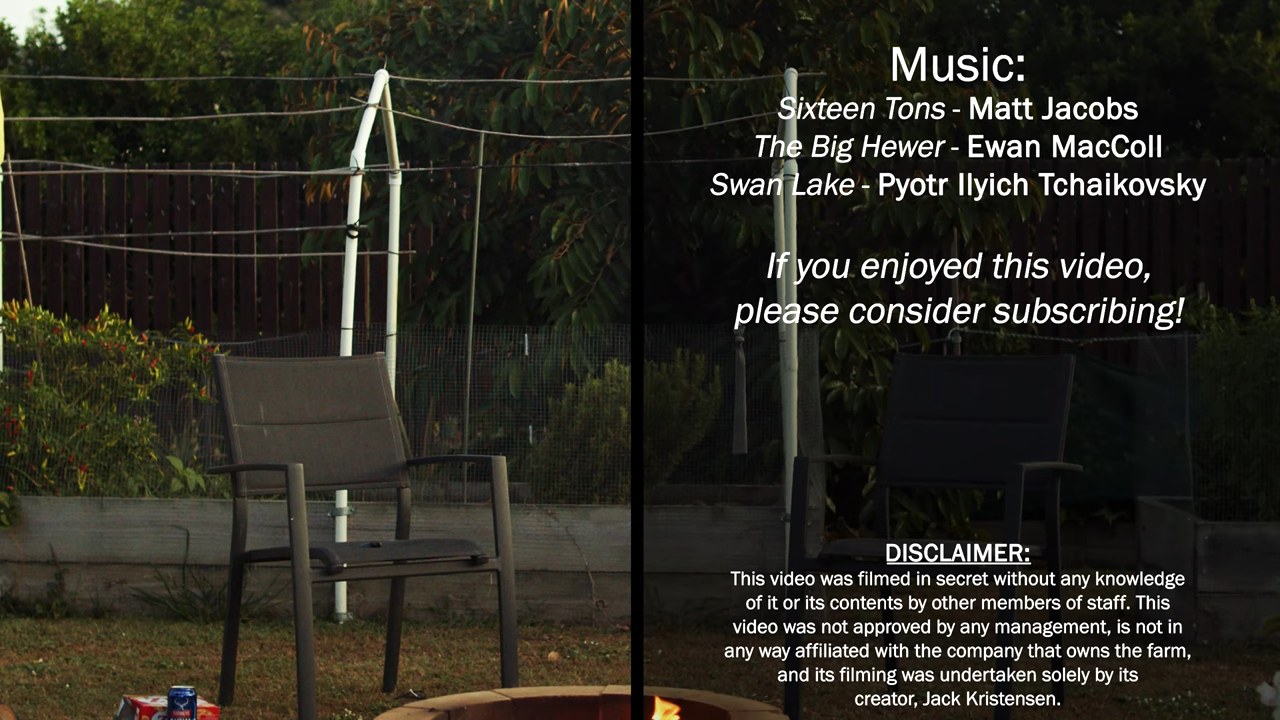 Music:
Sixteen Tons - Matt Jacobs
The Big Hewer - Ewan MacColl
Swan Lake - Pyotr Ilyich Tchaikovsky
If you enjoyed this video,
please consider subscribing!
DISCLAIMER:
This video was filmed in secret without any knowledge
of it or its contents by other members of staff. This
video was not approved by any management, is not in
any way affiliated with the company that owns the farm,
and its filming was undertaken solely by its
creator, Jack Kristensen.